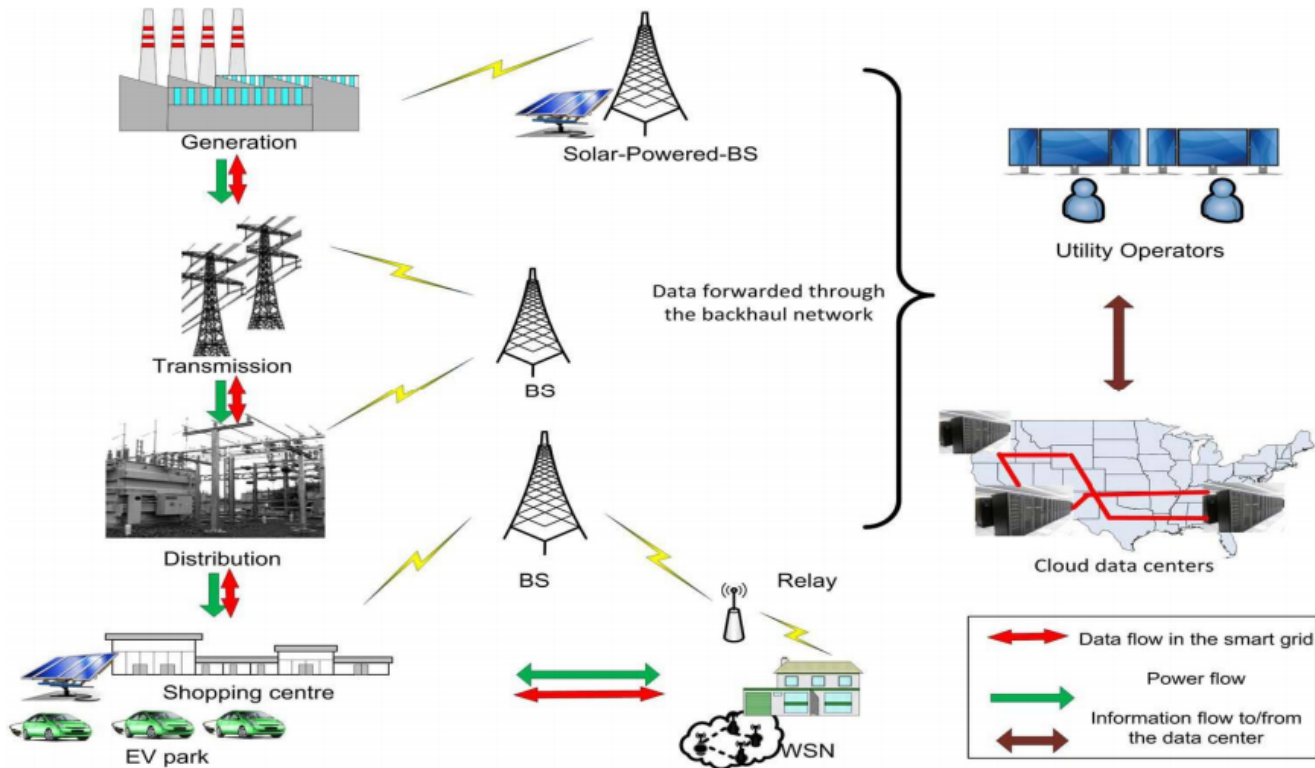 Generation
Solar-Powered-BS
Utility Operators
Data forwarded through
the backhaul network
Transmission
BS
Distribution
BS
Relay
Cloud data centers
Shopping centre
EV park
WSN
Data flow in the smart grid
Power flow
Information flow to/from
the data center